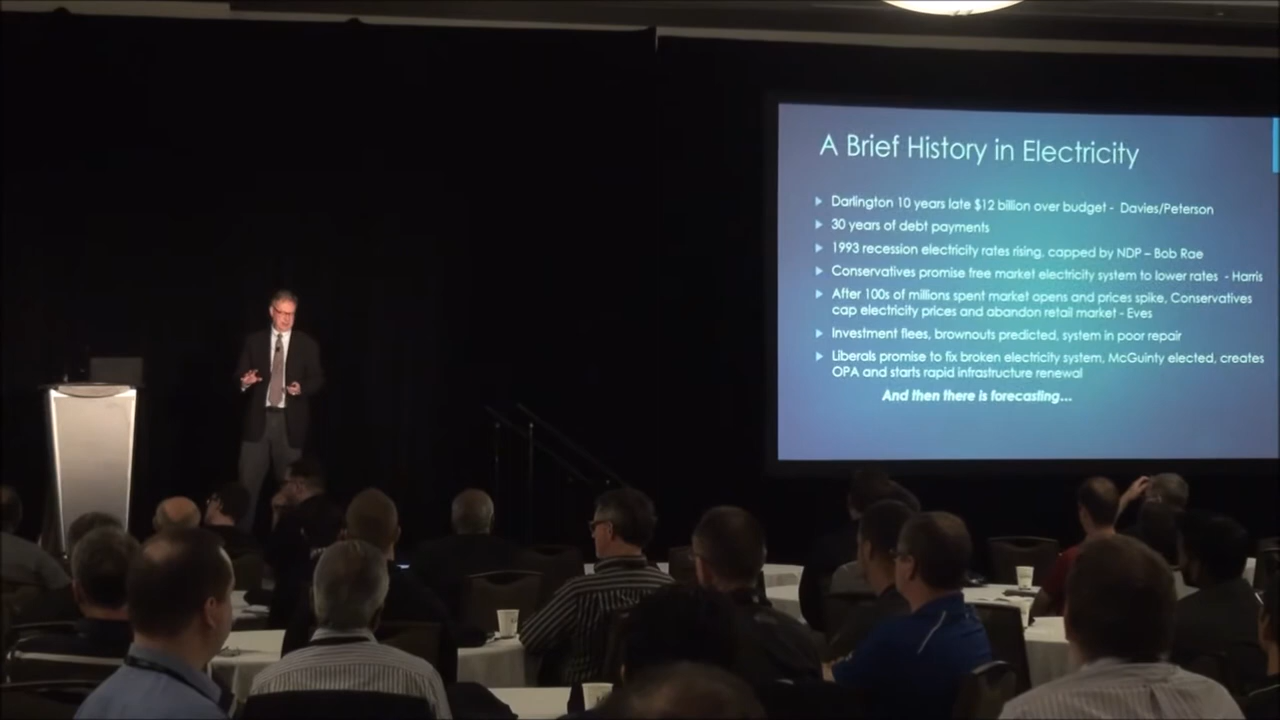 A Brief History in Electricity
Darlington 10 years late $12 billion over budget - Davies/Peterson
30 years of debt payments
1993 recession electricity rates rising, capped by NDP – Bob Rae
Conservatives promise free market electricity system to lower rates - Harris
After 100s of millions spent market opens and prices spike, Conservatives
cap electricity prices and abandon retail market - Eves
Investment flees, brownouts predicted, system in poor repair
Liberals promise to fix broken electricity system, McGuinty elected, creates
OPA and starts rapid infrastructure renewal
And then there is forecasting...